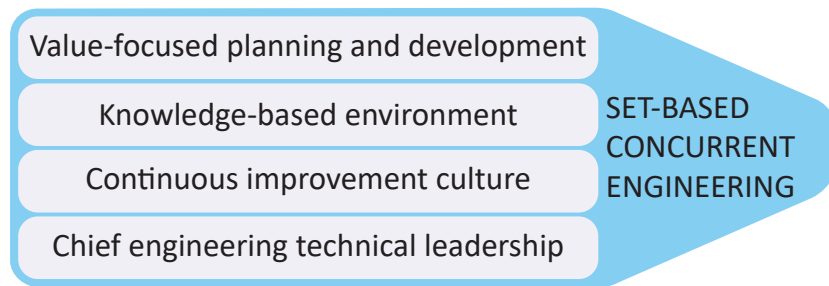 Value-focused planning and development
Knowledge-based environment
Continuous improvement culture
Chief engineering technical leadership
SET-BASED
CONCURRENT
ENGINEERING